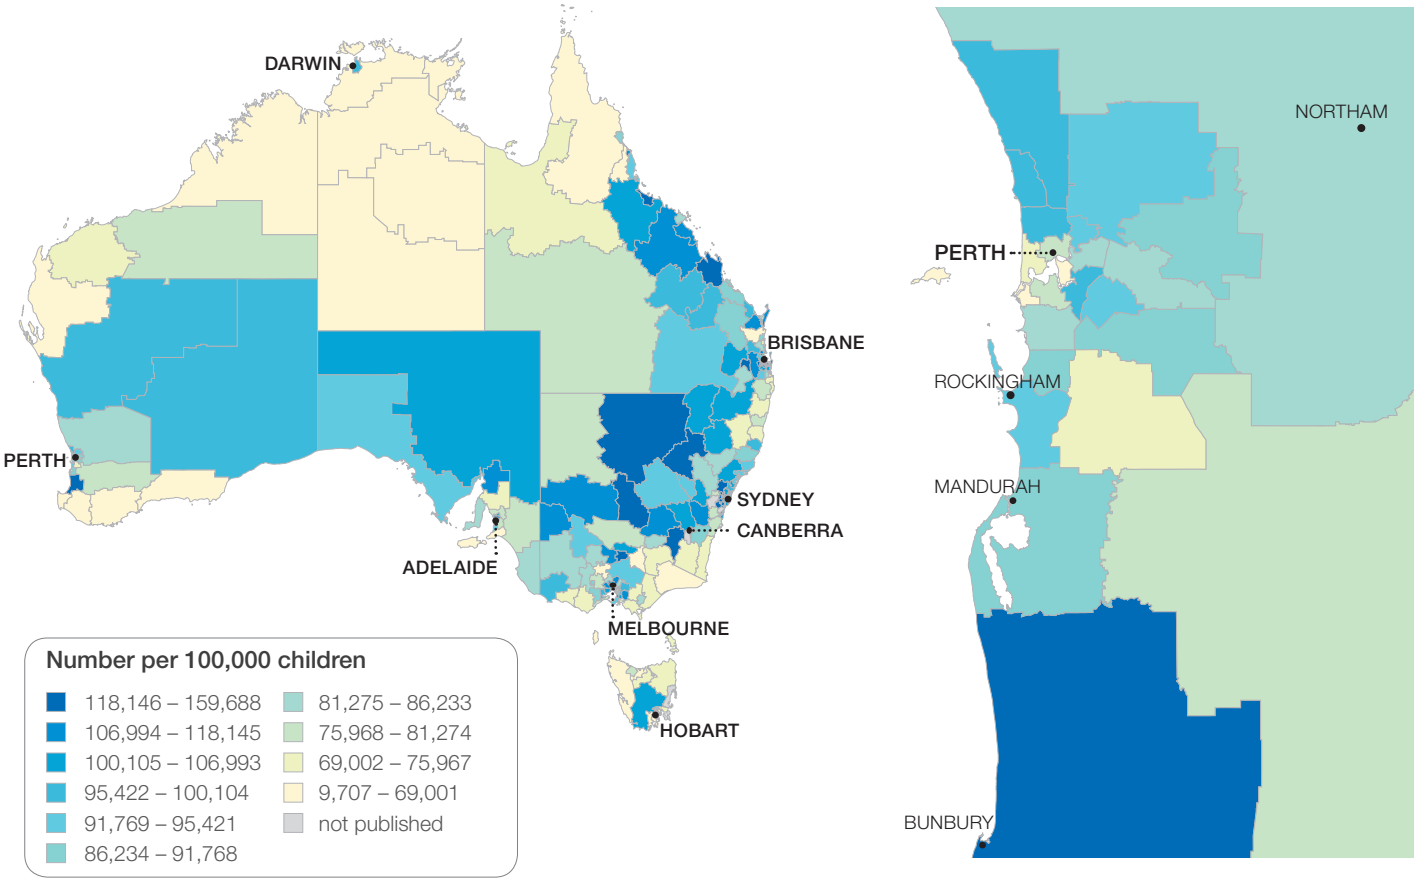 DARWIN
BRISBANE
PERTH
SYDNEY
CANBERRA
ADELAIDE
MELBOURNE
HOBART
Number per 100,000 children
118,146 – 159,688
106,994 – 118,145
100,105 – 106,993
95,422 – 100,104
91,769 – 95,421
86,234 – 91,768
81,275 – 86,233
75,968 – 81,274
69,002 – 75,967
9,707 – 69,001
not published
NORTHAM
PERTH
ROCKINGHAM
MANDURAH
BUNBURY